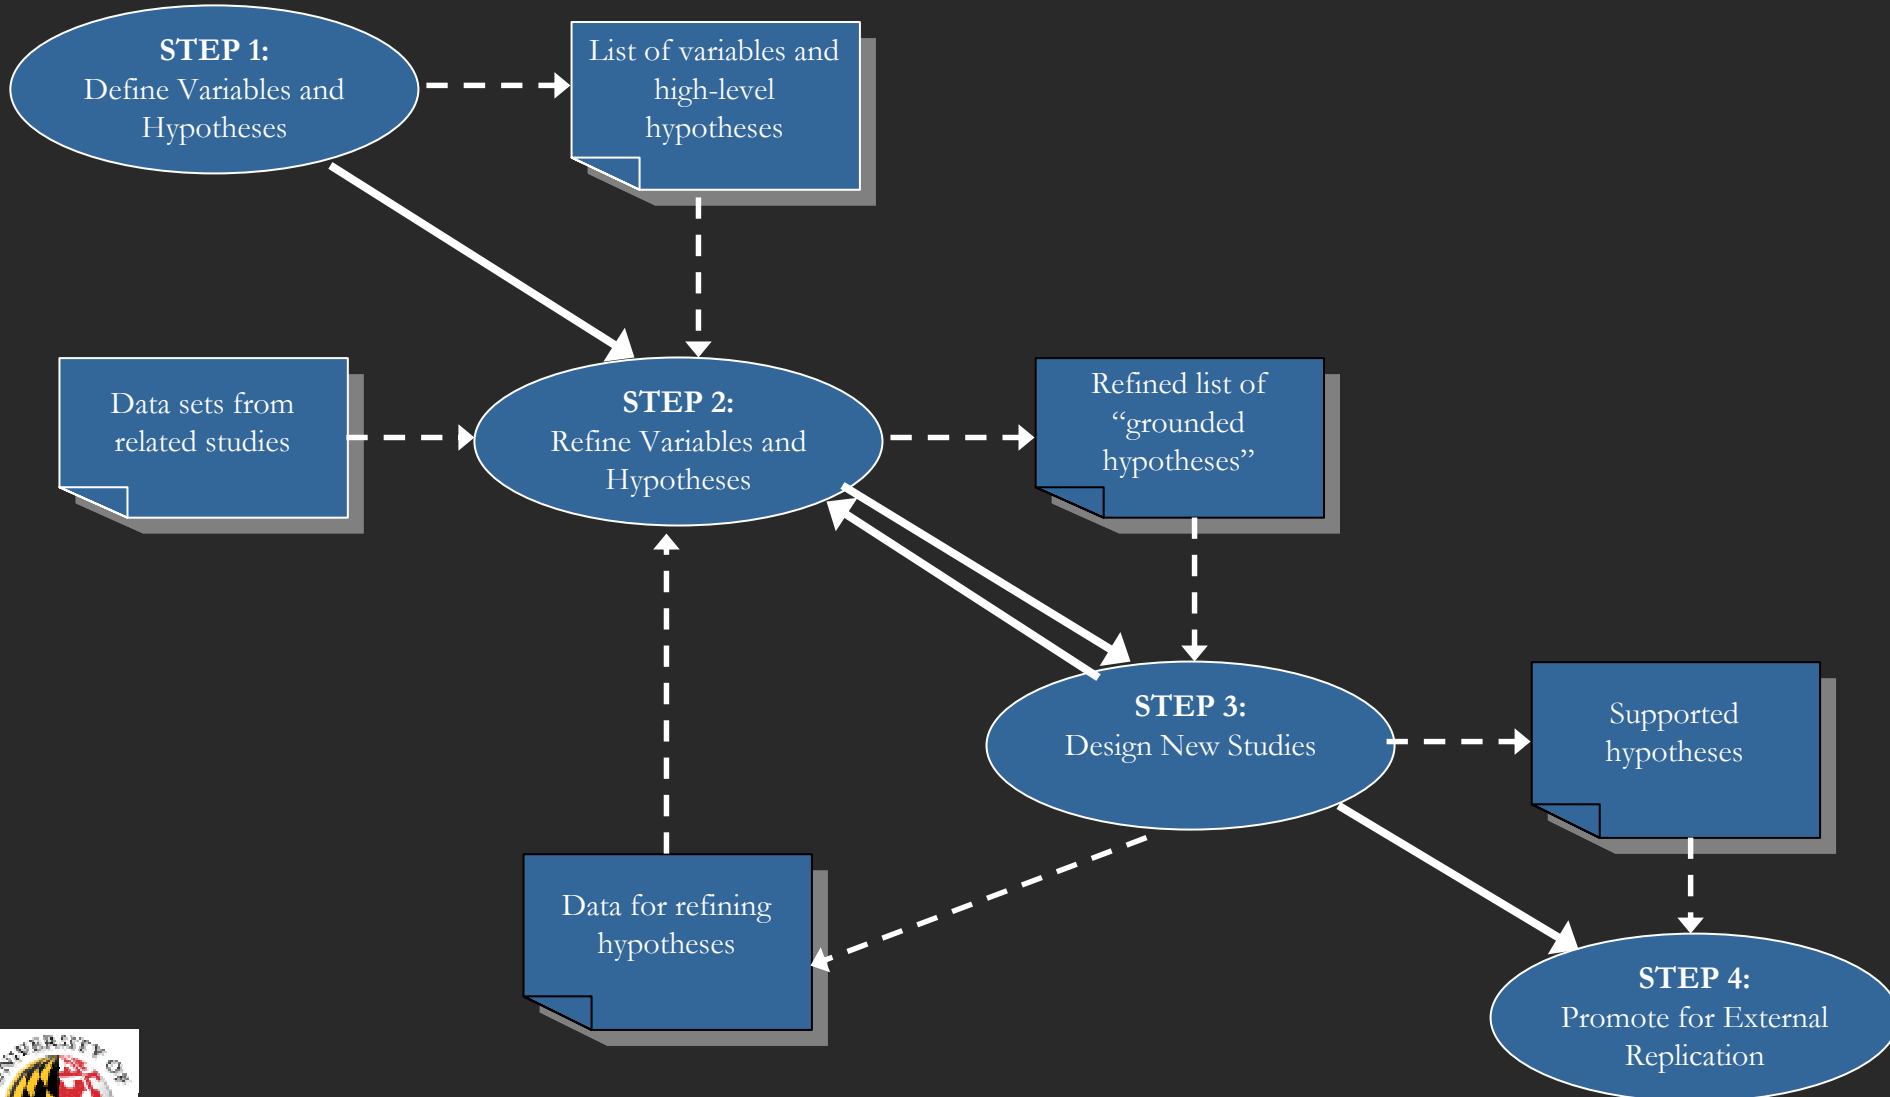 STEP 1:
Define Variables and
Hypotheses
List of variables and
high-level
hypotheses
Data sets from
related studies
STEP 2:
Refine Variables and
Hypotheses
Refined list of
“grounded
hypotheses”
STEP 3:
Design New Studies
Supported
hypotheses
Data for refining
hypotheses
STEP 4:
Promote for External
Replication
UNIVERSITY OF